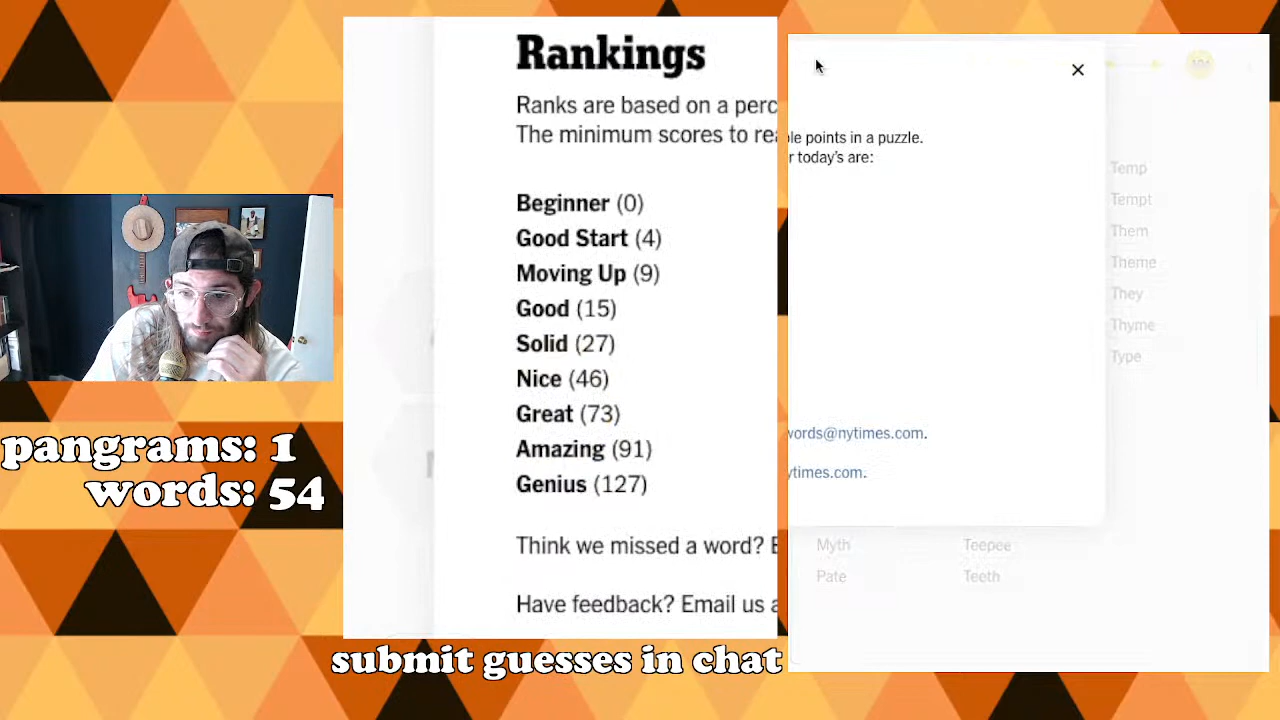 Rankings
Ranks are based on a perc
The minimum scores to rea
Beginner (0)
Good Start (4)
Moving Up (9)
Good (15)
Solid (27)
Nice (46)
Great (73)
Amazing (91)
Genius (127)
Think we missed a word? E
Have feedback? Email us a
le points in a puzzle.
r today's are:
words@nytimes.com.
ytimes.com.
Temp
Tempt
Them
Theme
They
Thyme
Type
Myth
Teepee
Pate
Teeth
pangrams: 1
words: 54
submit guesses in chat